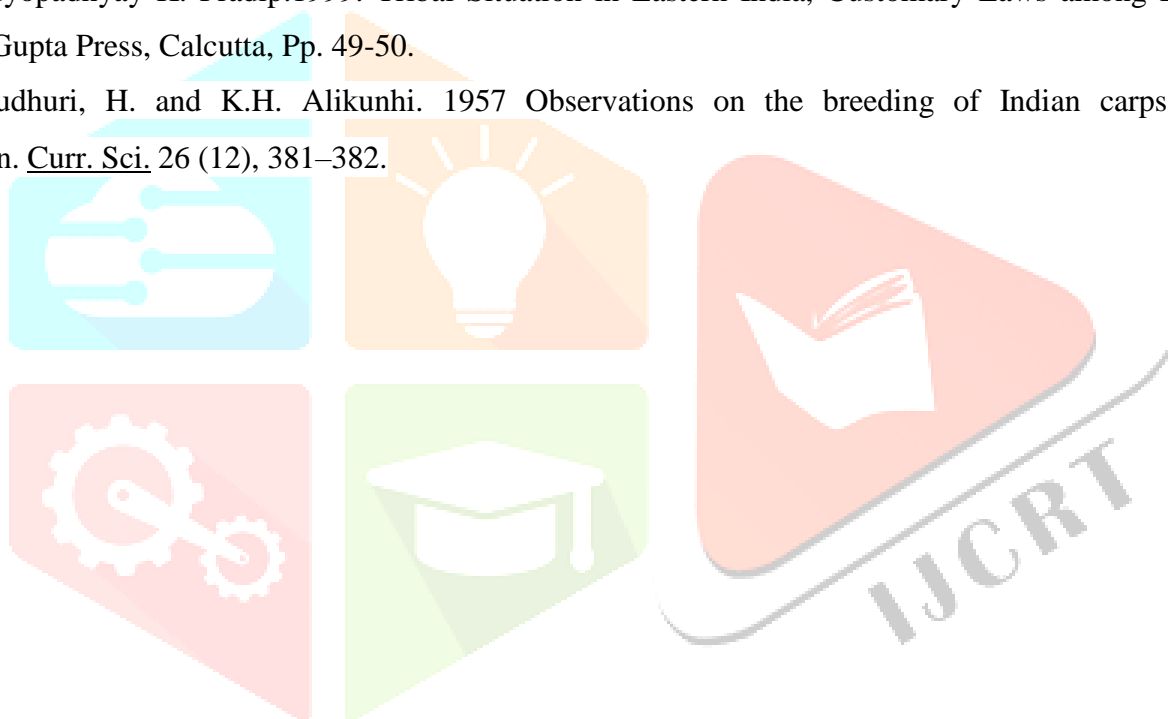 Pradip.1999. Tribal Situation in Eastern India, Customary Laws among
Gupta Press, Calcutta, Pp. 49-50.
udhuri, H. and K.H. Alikunhi. 1957 Observations on the breeding of Indian carps
n. Curr. Sci. 26 (12), 381–382.
IJCRT